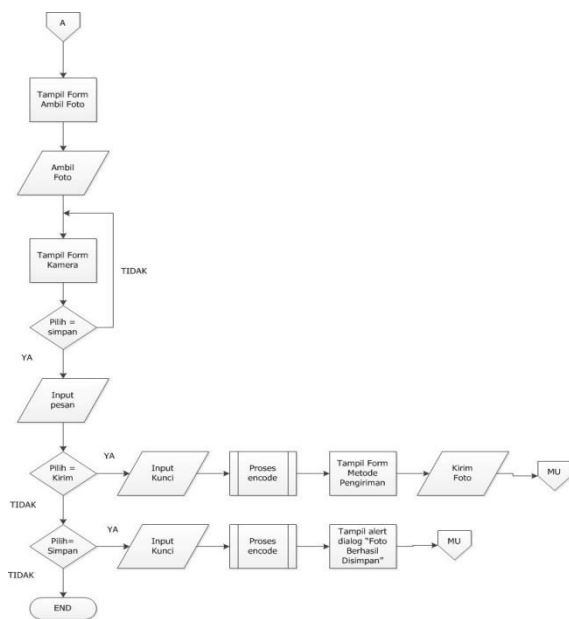 A
Tampil Form
Ambil Foto
Ambil
Foto
Tampil Form
Kamera
TIDAK
Pilih =
simpan
YA
Input
pesan
Pilih =
Kirim
YA
Input
Kunci
Proses
encode
Tampil Form
Metode
Pengiriman
Kirim
Foto
MU
TIDAK
Pilih=
Simpan
YA
Input
Kunci
Proses
encode
Tampil alert
dialog "Foto
Berhasil
Disimpan"
MU
TIDAK
END